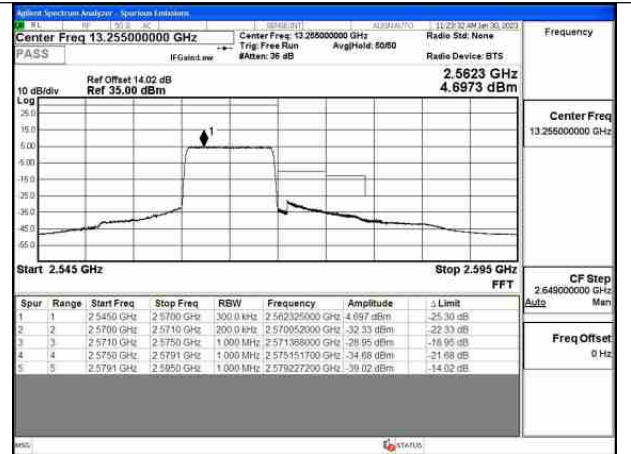 Agilent Spectrum Analyzer - Spurious Emissions
RL RF 50 Ω AC SENSE:INT ALIGN AUTO 11:23:32 AM Jan 30, 2023
Center Freq 13.255000000 GHz
Center Freq: 13.255000000 GHz
Radio Std: None
Trig: Free Run Avg|Hold: 50/50
PASS
IFGain:Low
#Atten: 36 dB
Radio Device: BTS
Frequency
Ref Offset 14.02 dB
2.5623 GHz
10 dB/div Ref 35.00 dBm
4.6973 dBm
Log
25.0
15.0
1
5.00
-5.00
-15.0
-25.0
-35.0
-45.0
-55.0
Center Freq
13.255000000 GHz
Start 2.545 GHz Stop 2.595 GHz
FFT
CF Step
2.649000000 GHz
Auto Man
Spur Range Start Freq Stop Freq RBW Frequency Amplitude Δ Limit
1 1 2.5450 GHz 2.5700 GHz 300.0 kHz 2.562325000 GHz 4.697 dBm -25.30 dB
2 2 2.5700 GHz 2.5710 GHz 200.0 kHz 2.570052000 GHz -32.33 dBm -22.33 dB
3 3 2.5710 GHz 2.5750 GHz 1.000 MHz 2.571368000 GHz -28.95 dBm -18.95 dB
4 4 2.5750 GHz 2.5791 GHz 1.000 MHz 2.575151700 GHz -34.68 dBm -21.68 dB
5 5 2.5791 GHz 2.5950 GHz 1.000 MHz 2.579227200 GHz -39.02 dBm -14.02 dB
Freq Offset
0 Hz
MSG STATUS